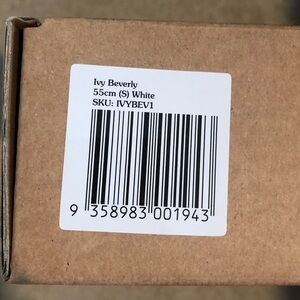 Ivy Beverly
55cm (S) White
SKU: IVYBEV1
9 358983 001943